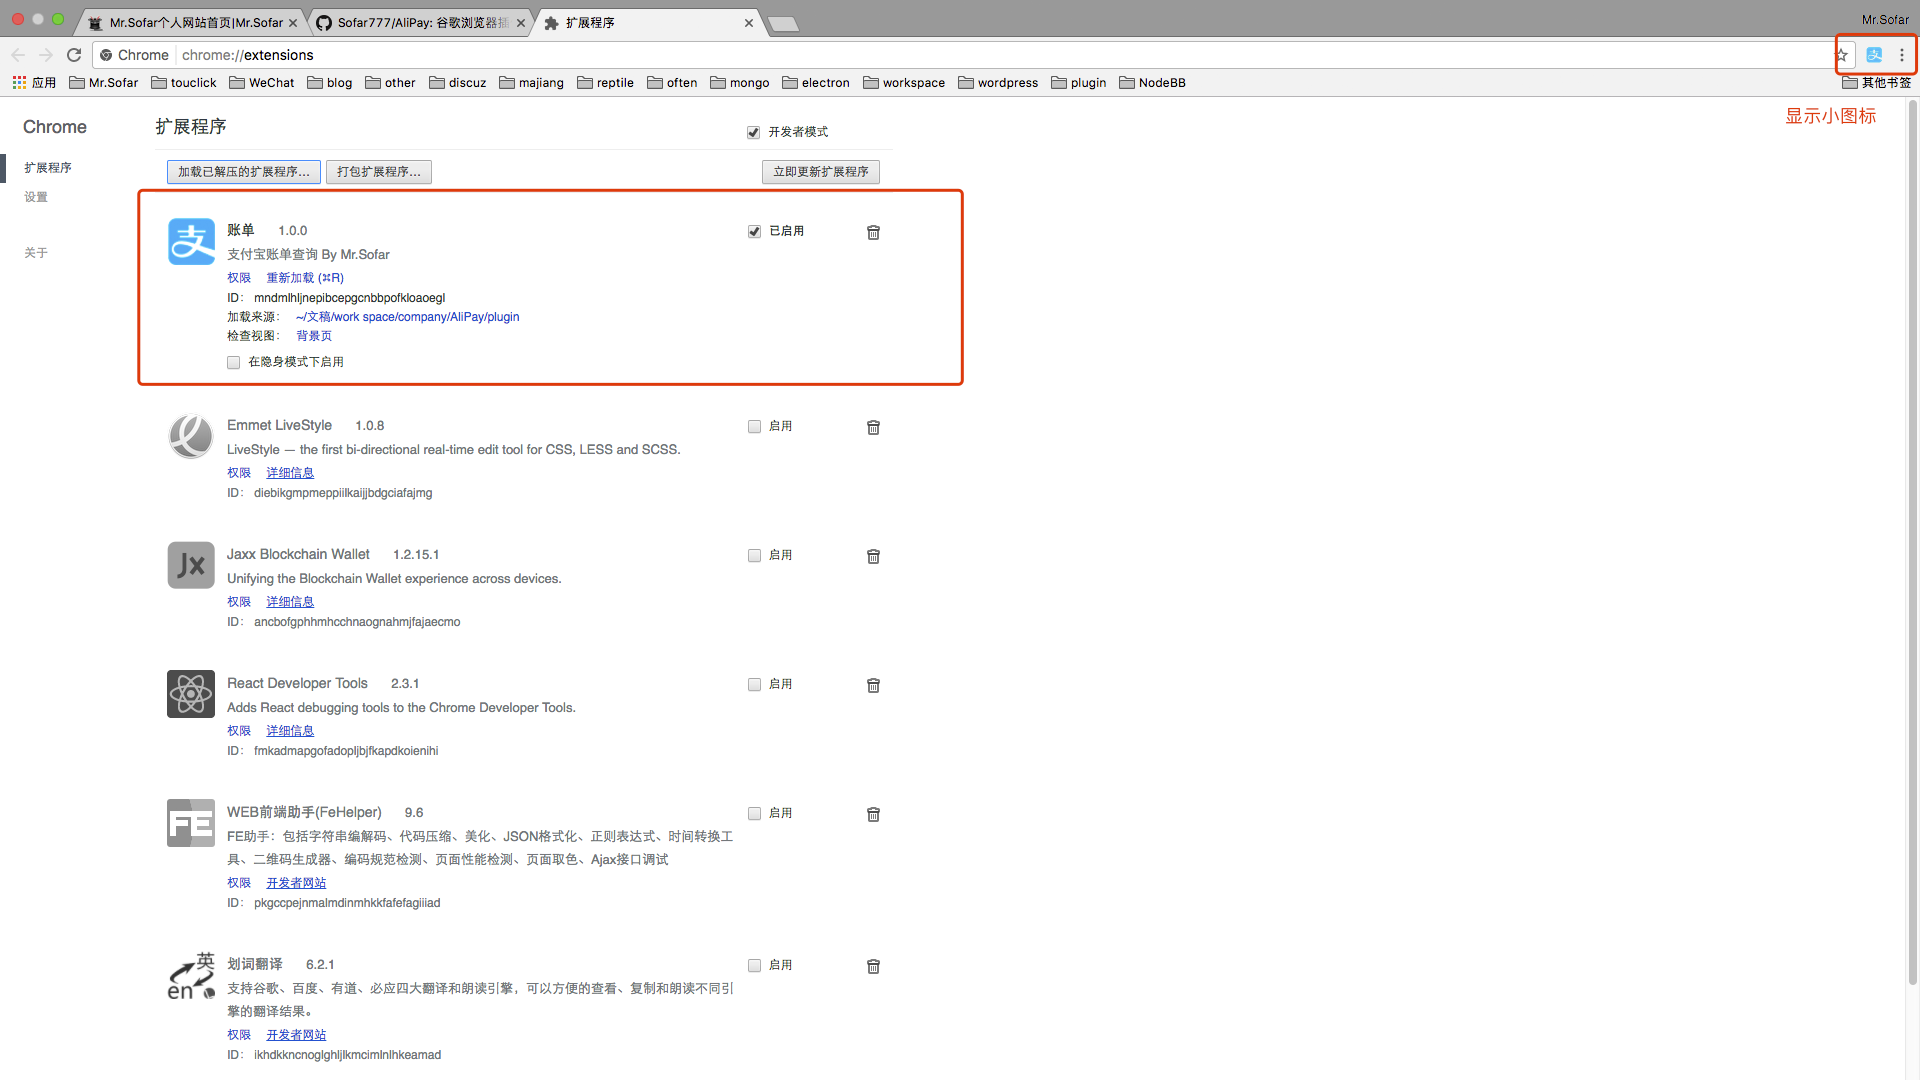 Mr.Sofar个人网站首页|Mr.Sofar
Sofar777/AliPay: 谷歌浏览器插
扩展程序
Mr.Sofar
Chrome
chrome://extensions
应用
Mr.Sofar
touclick
WeChat
blog
other
discuz
majiang
reptile
often
mongo
electron
workspace
wordpress
plugin
NodeBB
其他书签
Chrome
扩展程序
设置
关于
扩展程序
开发者模式
显示小图标
加载已解压的扩展程序...
打包扩展程序...
立即更新扩展程序
支
账单 1.0.0
已启用
支付宝账单查询 By Mr.Sofar
权限 重新加载 (⌘R)
ID： mndmlhljnepibcepgcnbbpofkloaoegl
加载来源： ~/文稿/work space/company/AliPay/plugin
检查视图： 背景页
在隐身模式下启用
Emmet LiveStyle 1.0.8
启用
LiveStyle — the first bi-directional real-time edit tool for CSS, LESS and SCSS.
权限 详细信息
ID： diebikgmpmeppiilkaijjbdgciafajmg
Jx
Jaxx Blockchain Wallet 1.2.15.1
启用
Unifying the Blockchain Wallet experience across devices.
权限 详细信息
ID： ancbofgphhmhcchnaognahmjfajaecmo
React Developer Tools 2.3.1
启用
Adds React debugging tools to the Chrome Developer Tools.
权限 详细信息
ID： fmkadmapgofadopljbjfkapdkoienihi
FE
WEB前端助手(FeHelper) 9.6
启用
FE助手：包括字符串编解码、代码压缩、美化、JSON格式化、正则表达式、时间转换工
具、二维码生成器、编码规范检测、页面性能检测、页面取色、Ajax接口调试
权限 开发者网站
ID： pkgccpejnmalmdinmhkkfafefagiiiad
英
en
划词翻译 6.2.1
启用
支持谷歌、百度、有道、必应四大翻译和朗读引擎，可以方便的查看、复制和朗读不同引
擎的翻译结果。
权限 开发者网站
ID： ikhdkkncnoglghljlkmcimlnlhkeamad